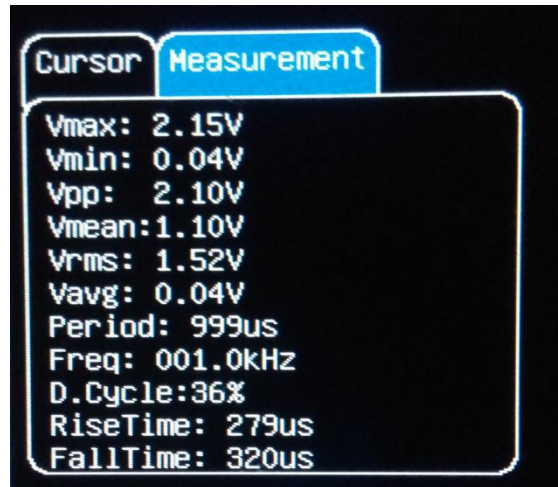 Cursor Measurement
Vmax: 2.15V
Vmin: 0.04V
Vpp: 2.10V
Vmean:1.10V
Vrms: 1.52V
Vavg: 0.04V
Period: 999us
Freq: 001.0kHz
D.Cycle:36%
RiseTime: 279us
FallTime: 320us